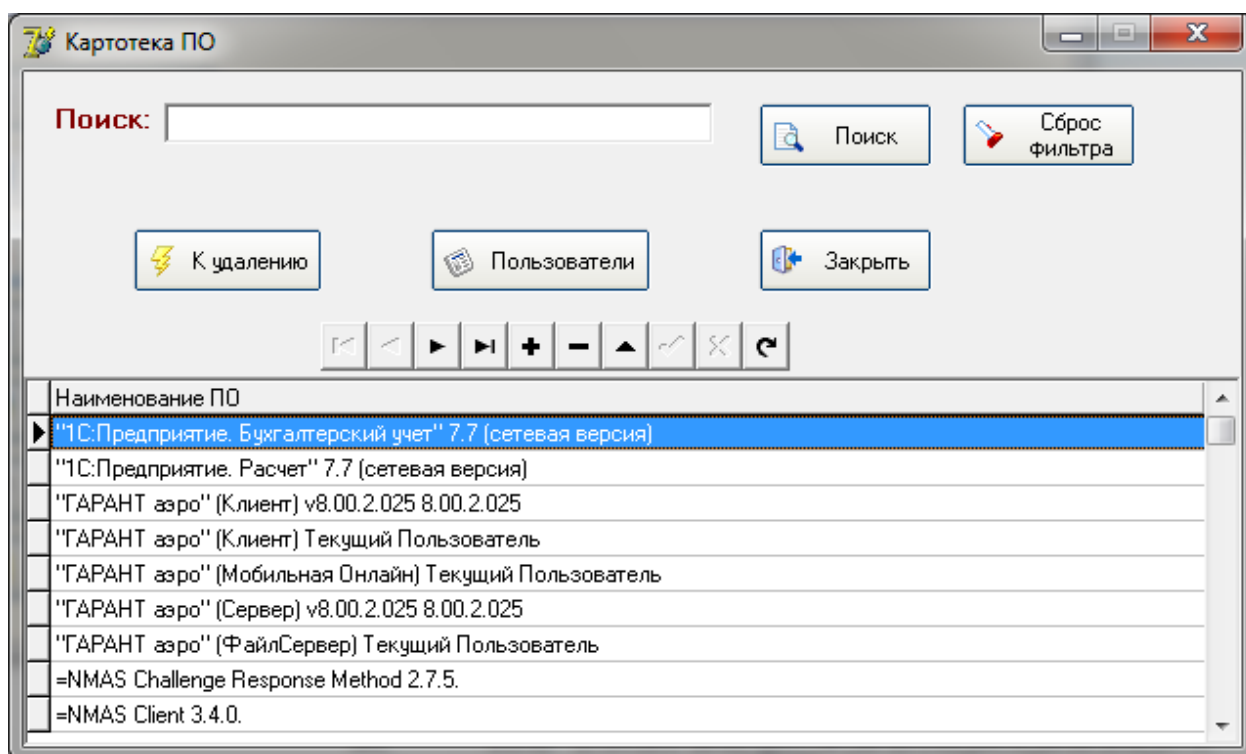 Картотека ПО
Поиск:
Поиск
Сброс
фильтра
К удалению
Пользователи
Закрыть
Наименование ПО
"1С:Предприятие. Бухгалтерский учет" 7.7 (сетевая версия)
"1С:Предприятие. Расчет" 7.7 (сетевая версия)
"ГАРАНТ аэро" (Клиент) v8.00.2.025 8.00.2.025
"ГАРАНТ аэро" (Клиент) Текущий Пользователь
"ГАРАНТ аэро" (Мобильная Онлайн) Текущий Пользователь
"ГАРАНТ аэро" (Сервер) v8.00.2.025 8.00.2.025
"ГАРАНТ аэро" (ФайлСервер) Текущий Пользователь
=NMAS Challenge Response Method 2.7.5.
=NMAS Client 3.4.0.